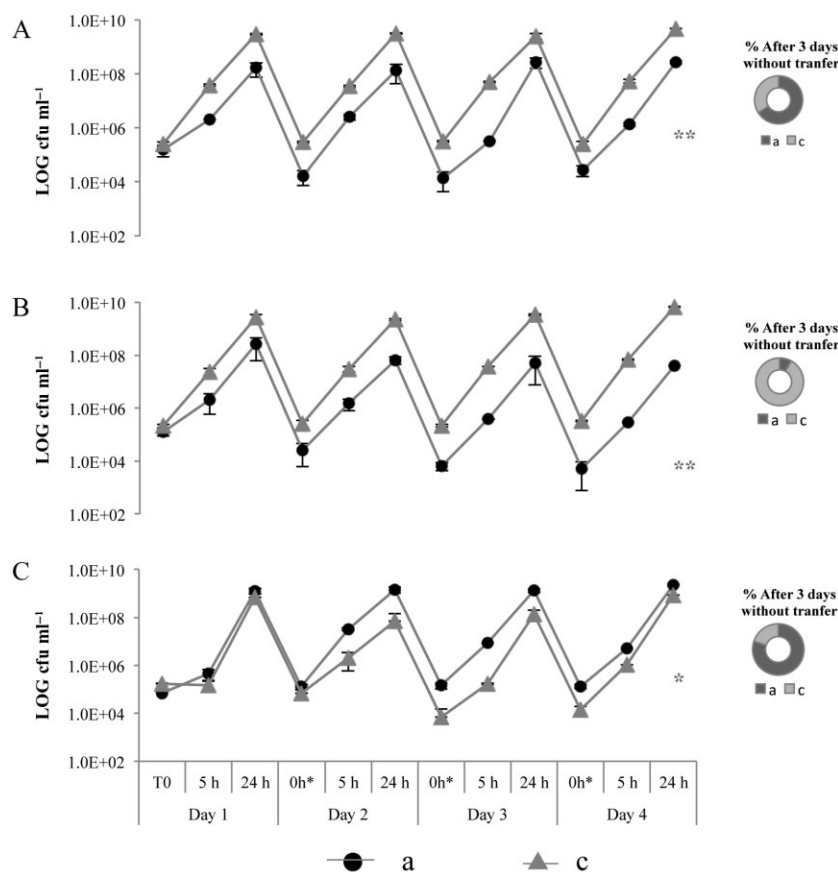 A
LOG cfu ml⁻¹
1.0E+10
1.0E+08
1.0E+06
1.0E+04
1.0E+02
**
% After 3 days
without tranfer
a c
B
LOG cfu ml⁻¹
1.0E+10
1.0E+08
1.0E+06
1.0E+04
1.0E+02
**
% After 3 days
without tranfer
a c
C
LOG cfu ml⁻¹
1.0E+10
1.0E+08
1.0E+06
1.0E+04
1.0E+02
*
% After 3 days
without tranfer
a c
T0 5 h 24 h 0h* 5 h 24 h 0h* 5 h 24 h 0h* 5 h 24 h
Day 1 Day 2 Day 3 Day 4
a c